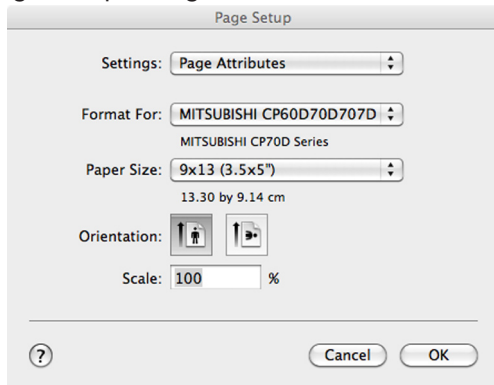 Page Setup
Settings: Page Attributes
Format For: MITSUBISHI CP60D70D707D
MITSUBISHI CP70D Series
Paper Size: 9x13 (3.5x5")
13.30 by 9.14 cm
Orientation:
Scale: 100 %
? Cancel OK